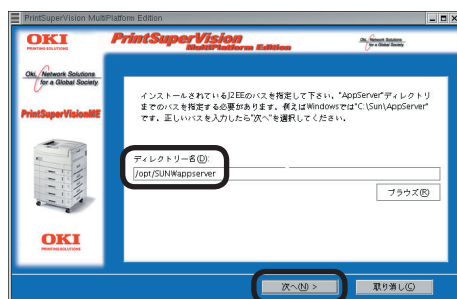 PrintSuperVision MultiPlatform Edition
OKI
PRINTING SOLUTIONS
PrintSuperVision
MultiPlatform Edition
Oki, Network Solutions
for a Global Society
Oki, Network Solutions
for a Global Society
PrintSuperVisionME
インストールされているJ2EEのパスを指定して下さい。"AppServer"ディレクトリ
までのパスを指定する必要があります。例えばWindowsでは"C:\Sun\AppServer"
です。正しいパスを入力したら"次へ"を選択してください。
ディレクトリー名(D):
/opt/SUNWappserver
ブラウズ(R)
OKI
PRINTING SOLUTIONS
次へ(N) >
取り消し(C)